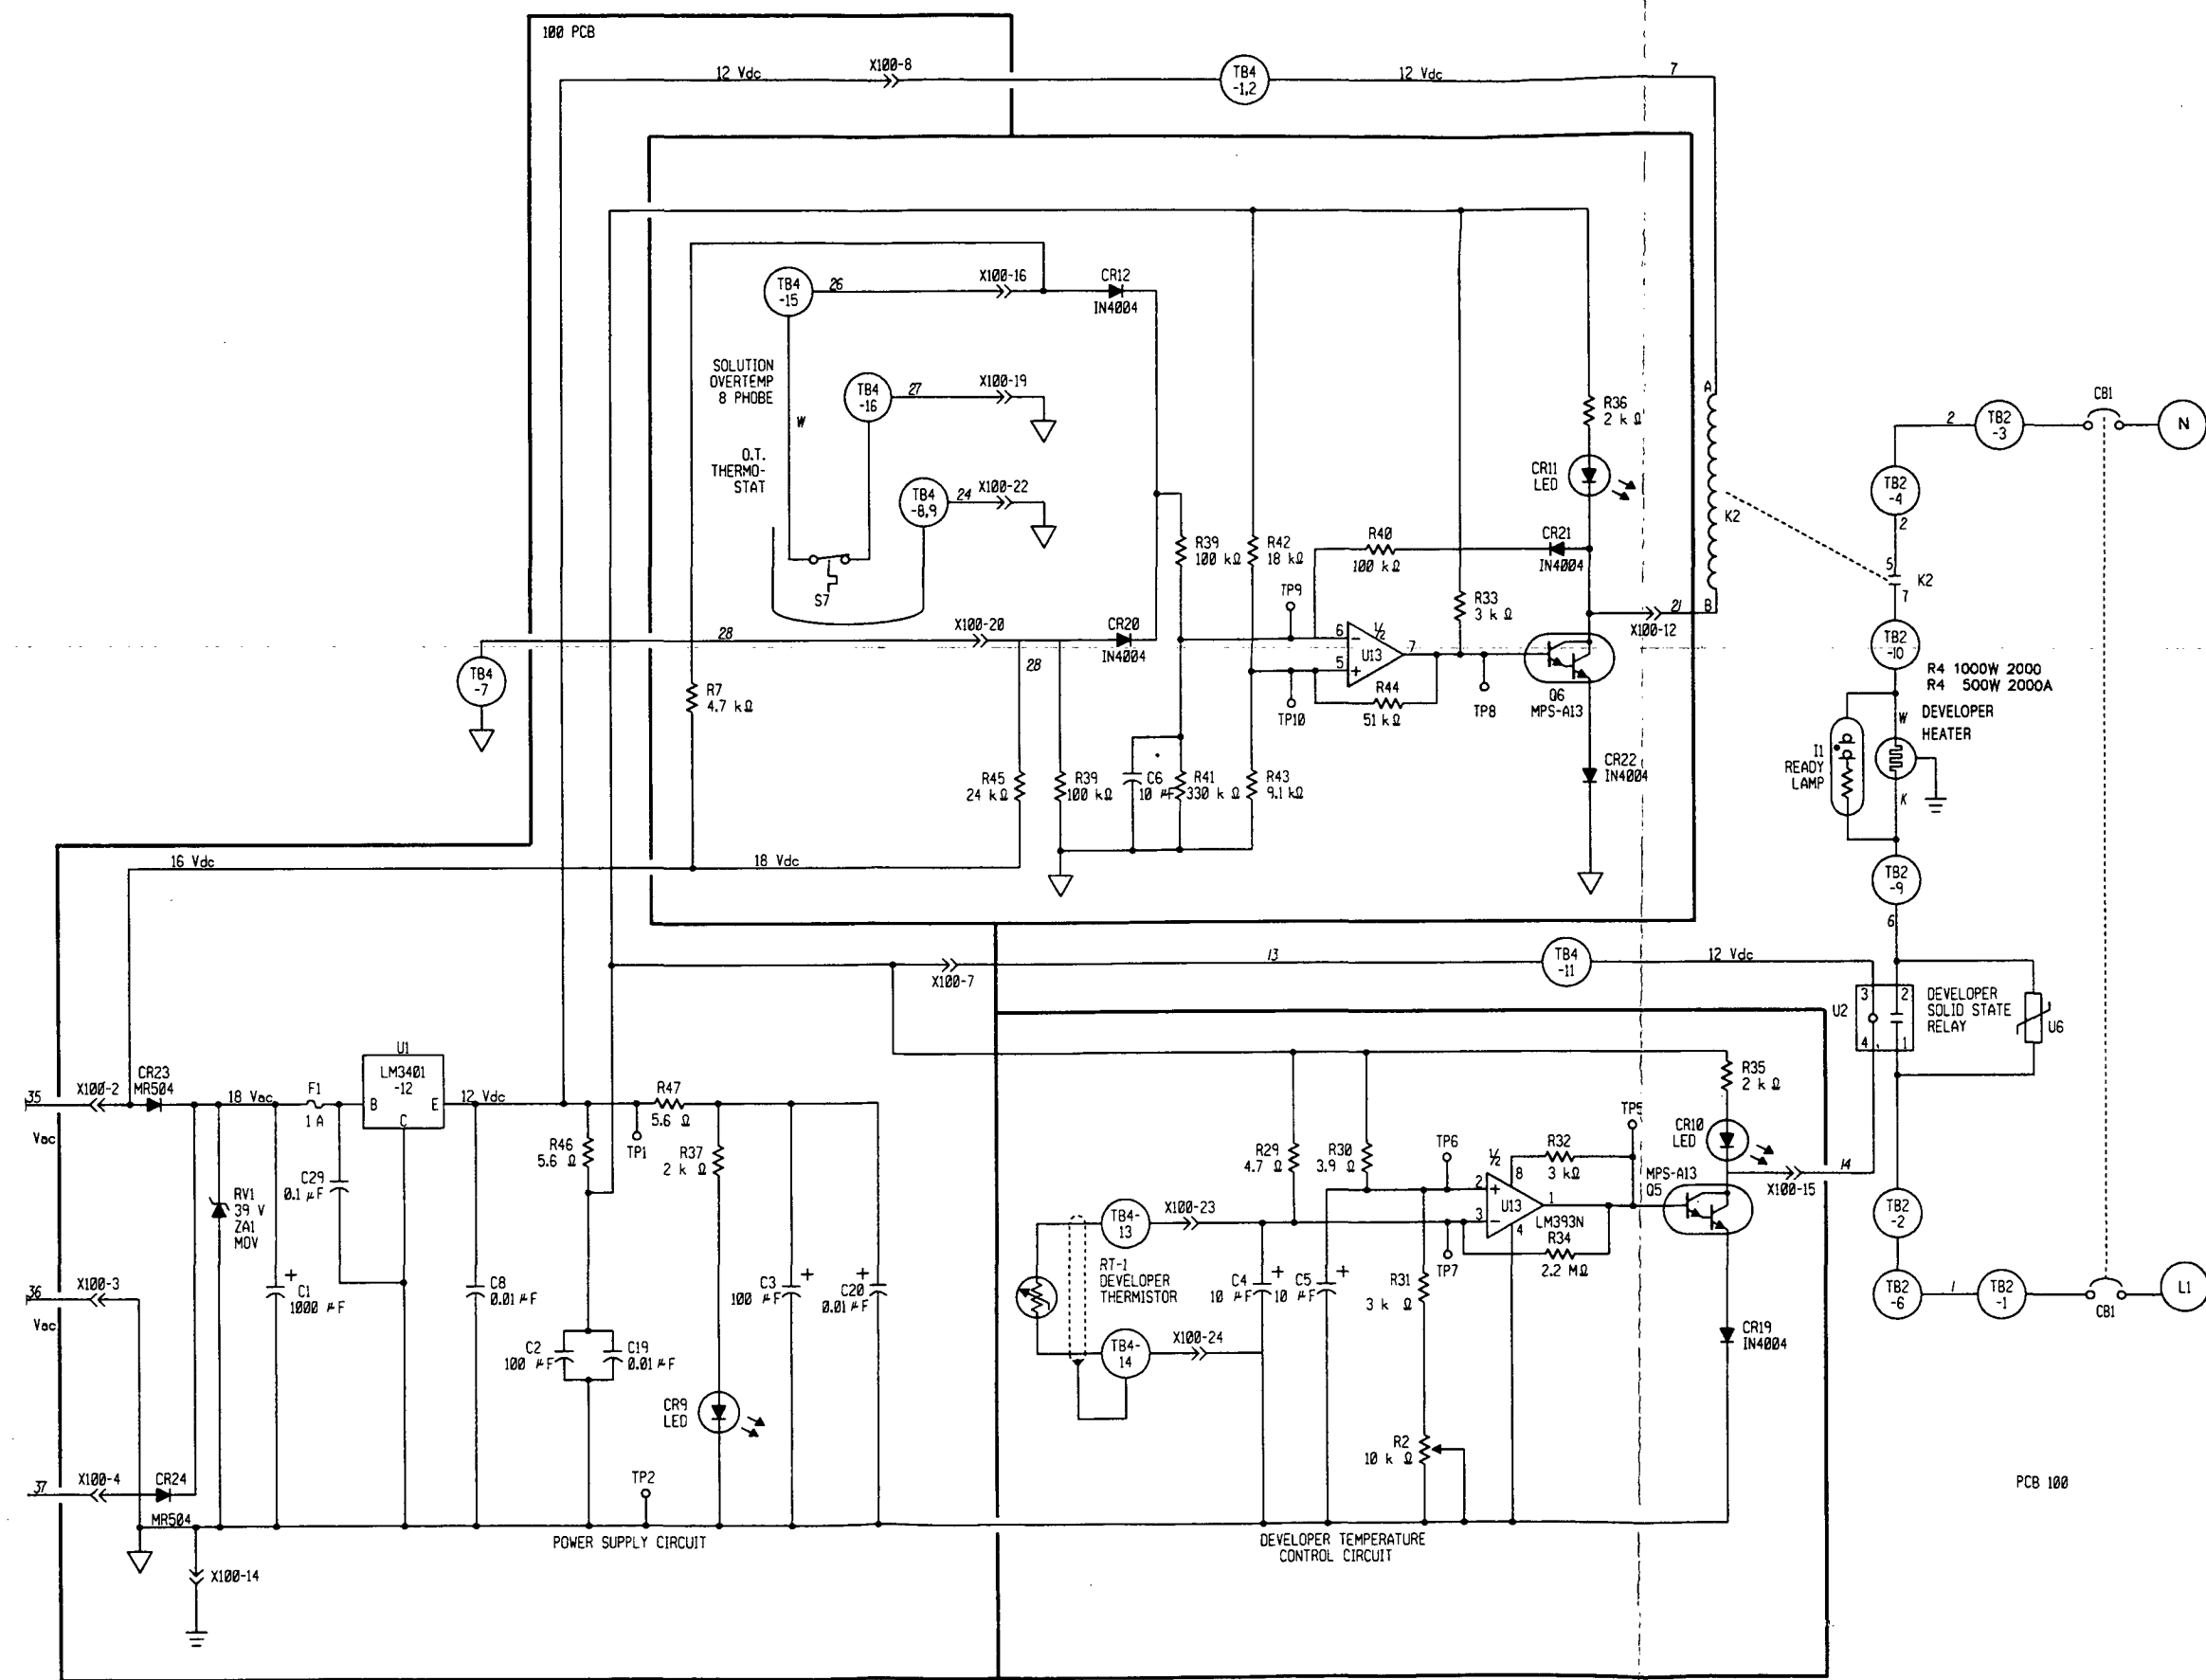 100 PCB
12 Vdc
X100-8
TB4
-1,2
12 Vdc
7
TB4
-15
26
X100-16
CR12
IN4004
SOLUTION
OVERTEMP
8 PHOBE
TB4
-16
27
X100-19
W
O.T.
THERMO-
STAT
TB4
-8,9
24
X100-22
S7
R36
2 k Ω
CR11
LED
A
K2
B
R39
100 kΩ
R42
18 kΩ
R40
100 kΩ
CR21
IN4004
TP9
R33
3 k Ω
21
X100-12
28
X100-20
CR20
IN4004
28
TB4
-7
R7
4.7 kΩ
6
-
½
U13
7
5
+
R44
51 kΩ
TP10
TP8
Q6
MPS-A13
R45
24 kΩ
R39
100 kΩ
C6
10 µF
R41
330 k Ω
R43
9.1 kΩ
CR22
IN4004
16 Vdc
18 Vdc
CB1
N
2
TB2
-3
TB2
-4
2
5
K2
7
TB2
-10
R4 1000W 2000
R4 500W 2000A
W
DEVELOPER
HEATER
I1
READY
LAMP
K
TB2
-9
6
13
X100-7
TB4
-11
12 Vdc
U2
3
2
4
1
DEVELOPER
SOLID STATE
RELAY
U6
35
X100-2
CR23
MR504
18 Vac
F1
1 A
U1
LM3401
-12
B
E
C
12 Vdc
R47
5.6 Ω
R46
5.6 Ω
TP1
R37
2 k Ω
Vac
C29
0.1 µF
RV1
39 V
ZA1
MOV
36
X100-3
Vac
+
C1
1000 µF
C8
0.01 µF
C3
100 µF
+
C20
0.01 µF
+
C2
100 µF
C19
0.01 µF
CR9
LED
37
X100-4
CR24
MR504
TP2
POWER SUPPLY CIRCUIT
X100-14
R35
2 k Ω
CR10
LED
TP5
R29
4.7 Ω
R30
3.9 Ω
TP6
½
8
R32
3 kΩ
MPS-A13
Q5
14
X100-15
2
+
U13
1
3
-
4
LM393N
R34
2.2 MΩ
TP7
TB4-
13
X100-23
RT-1
DEVELOPER
THERMISTOR
C4
10 µF
+
C5
10 µF
+
R31
3 k Ω
TB4-
14
X100-24
R2
10 k Ω
CR19
IN4004
DEVELOPER TEMPERATURE
CONTROL CIRCUIT
TB2
-2
TB2
-6
1
TB2
-1
CB1
L1
PCB 100